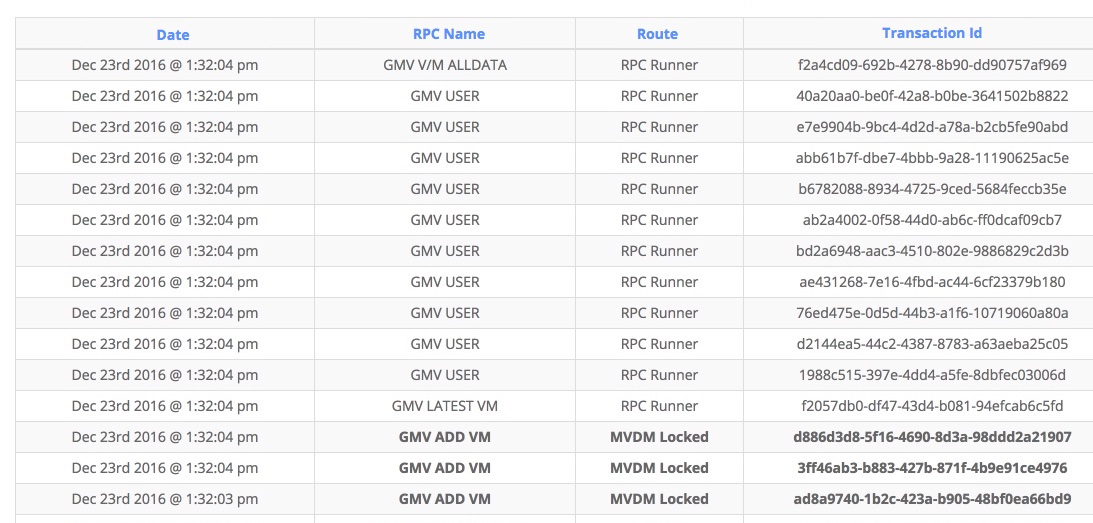 Date RPC Name Route Transaction Id
Dec 23rd 2016 @ 1:32:04 pm GMV V/M ALLDATA RPC Runner f2a4cd09-692b-4278-8b90-dd90757af969
Dec 23rd 2016 @ 1:32:04 pm GMV USER RPC Runner 40a20aa0-be0f-42a8-b0be-3641502b8822
Dec 23rd 2016 @ 1:32:04 pm GMV USER RPC Runner e7e9904b-9bc4-4d2d-a78a-b2cb5fe90abd
Dec 23rd 2016 @ 1:32:04 pm GMV USER RPC Runner abb61b7f-dbe7-4bbb-9a28-11190625ac5e
Dec 23rd 2016 @ 1:32:04 pm GMV USER RPC Runner b6782088-8934-4725-9ced-5684feccb35e
Dec 23rd 2016 @ 1:32:04 pm GMV USER RPC Runner ab2a4002-0f58-44d0-ab6c-ff0dcaf09cb7
Dec 23rd 2016 @ 1:32:04 pm GMV USER RPC Runner bd2a6948-aac3-4510-802e-9886829c2d3b
Dec 23rd 2016 @ 1:32:04 pm GMV USER RPC Runner ae431268-7e16-4fbd-ac44-6cf23379b180
Dec 23rd 2016 @ 1:32:04 pm GMV USER RPC Runner 76ed475e-0d5d-44b3-a1f6-10719060a80a
Dec 23rd 2016 @ 1:32:04 pm GMV USER RPC Runner d2144ea5-44c2-4387-8783-a63aeba25c05
Dec 23rd 2016 @ 1:32:04 pm GMV USER RPC Runner 1988c515-397e-4dd4-a5fe-8dbfec03006d
Dec 23rd 2016 @ 1:32:04 pm GMV LATEST VM RPC Runner f2057db0-df47-43d4-b081-94efcab6c5fd
Dec 23rd 2016 @ 1:32:04 pm GMV ADD VM MVDM Locked d886d3d8-5f16-4690-8d3a-98ddd2a21907
Dec 23rd 2016 @ 1:32:04 pm GMV ADD VM MVDM Locked 3ff46ab3-b883-427b-871f-4b9e91ce4976
Dec 23rd 2016 @ 1:32:03 pm GMV ADD VM MVDM Locked ad8a9740-1b2c-423a-b905-48bf0ea66bd9